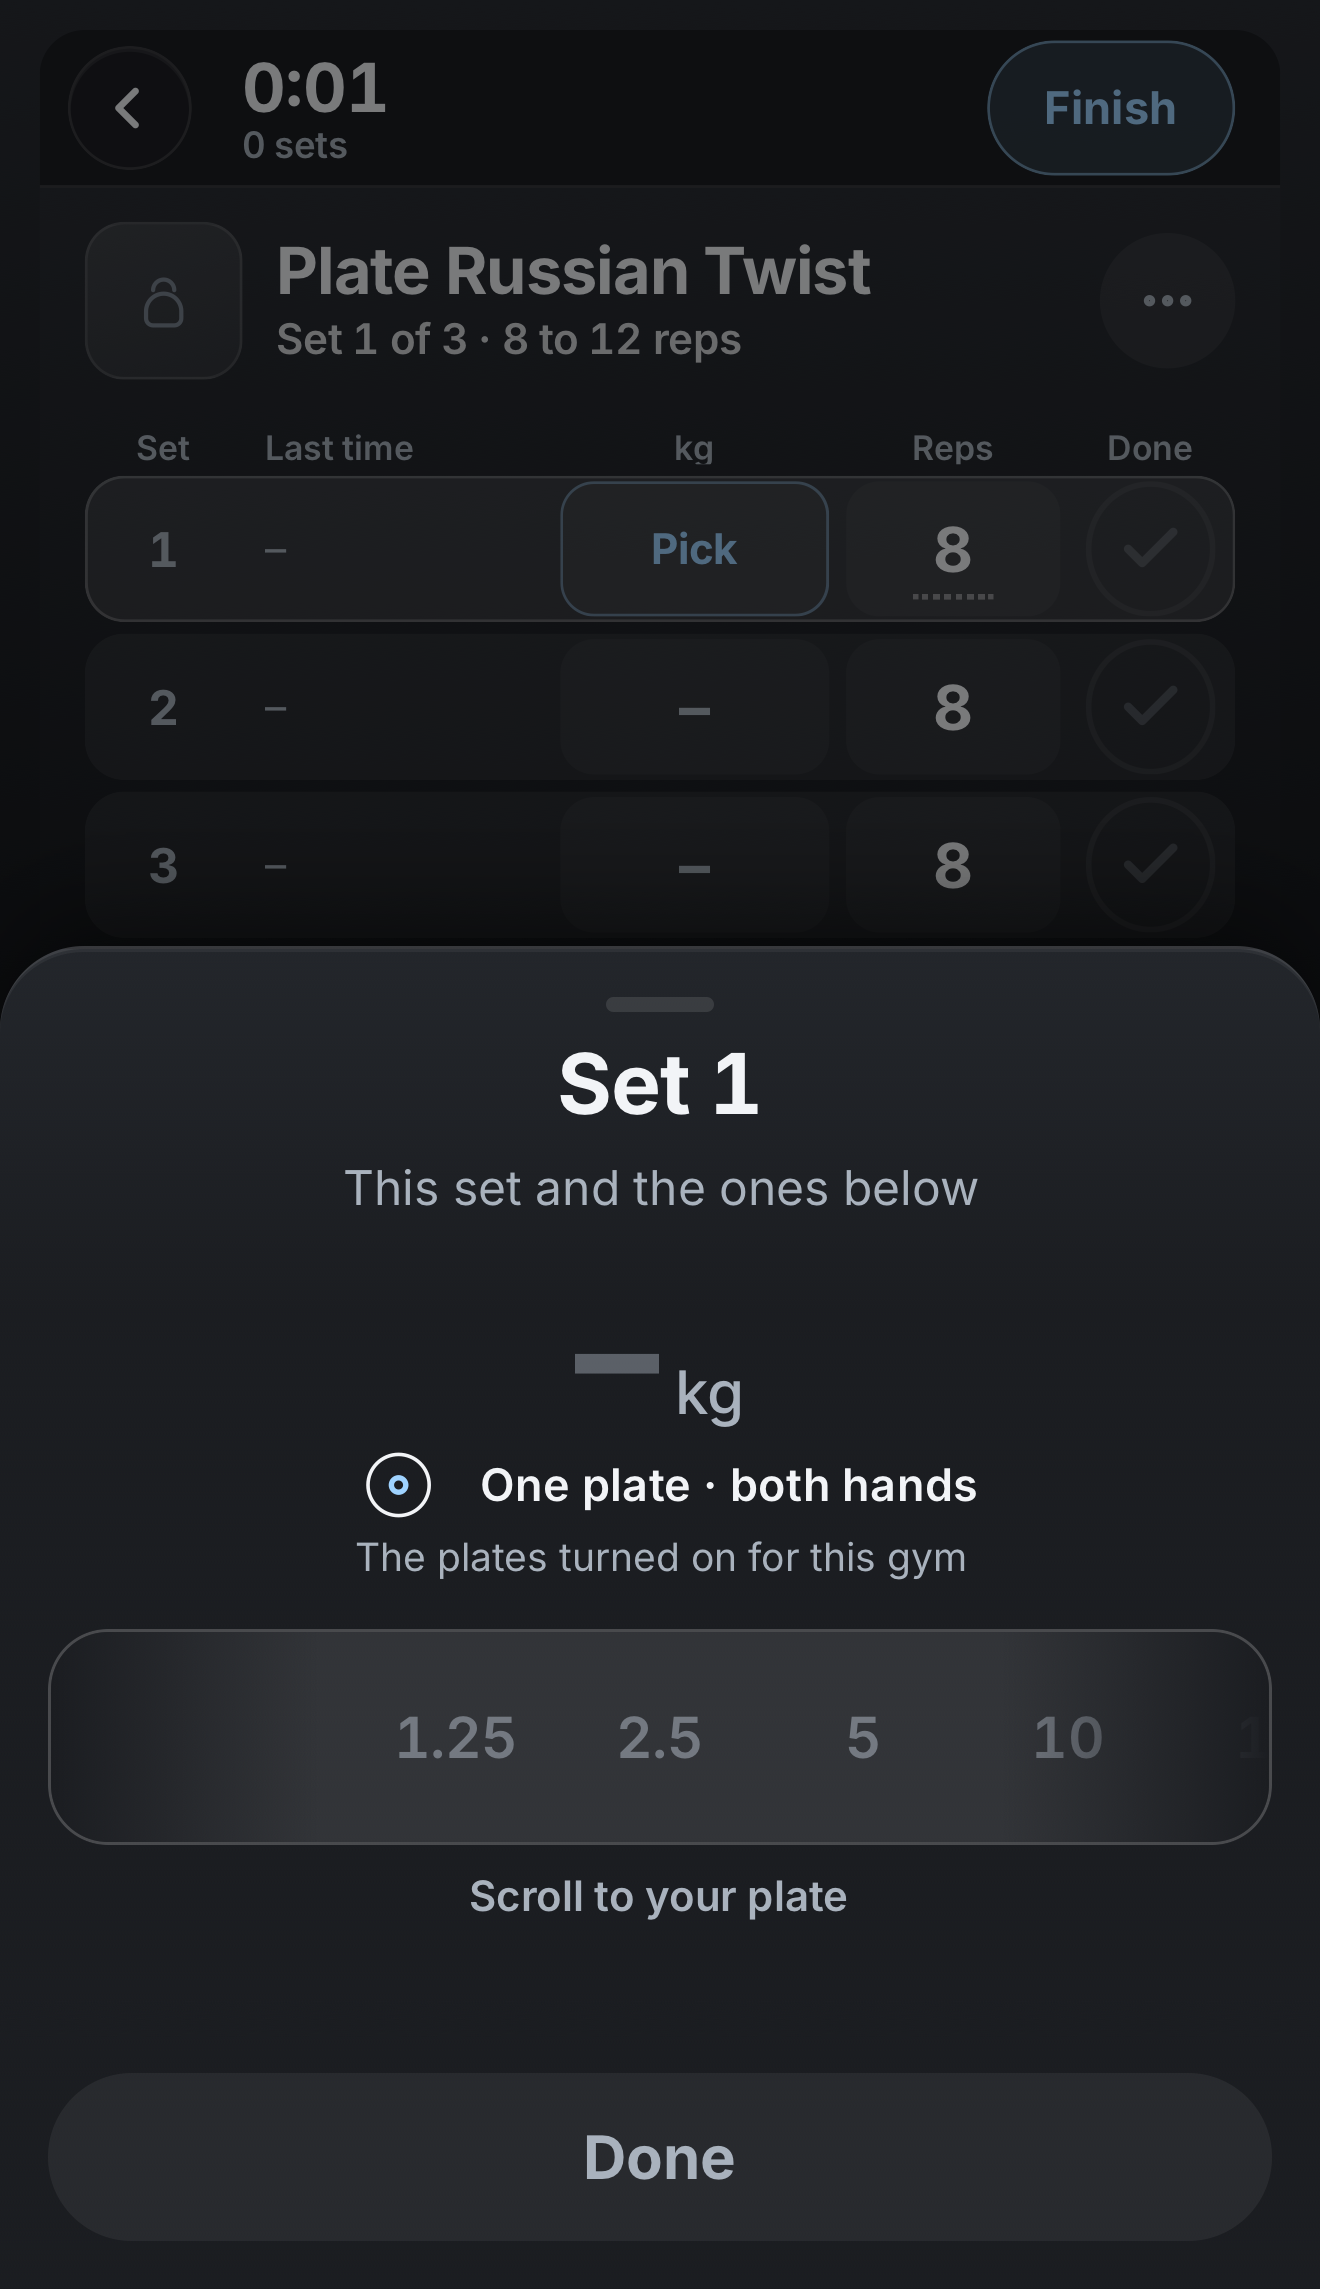 0:01
0 sets
Finish
Plate Russian Twist
Set 1 of 3 · 8 to 12 reps
Set Last time kg Reps Done
1 – Pick 8
2 – – 8
3 – – 8
Set 1
This set and the ones below
– kg
One plate · both hands
The plates turned on for this gym
1.25 2.5 5 10
Scroll to your plate
Done